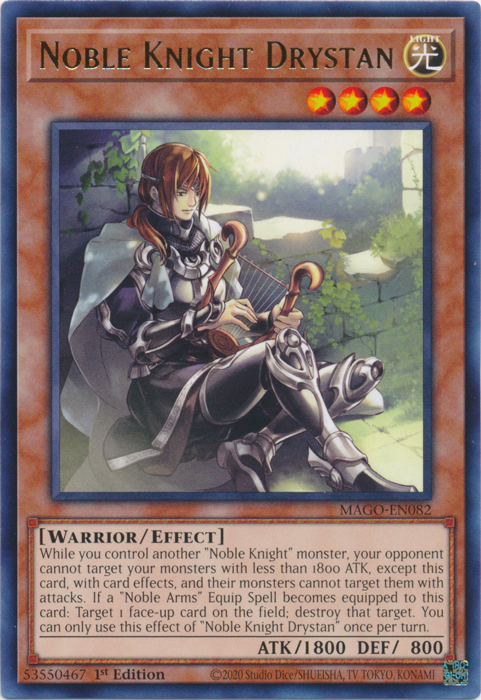 NOBLE KNIGHT DRYSTAN
LIGHT
光
MAGO-EN082
[WARRIOR/EFFECT]
While you control another "Noble Knight" monster, your opponent
cannot target your monsters with less than 1800 ATK, except this
card, with card effects, and their monsters cannot target them with
attacks. If a "Noble Arms" Equip Spell becomes equipped to this
card: Target 1 face-up card on the field; destroy that target. You
can only use this effect of "Noble Knight Drystan" once per turn.
ATK/1800 DEF/ 800
53550467 1st Edition ©2020 Studio Dice/SHUEISHA, TV TOKYO, KONAMI